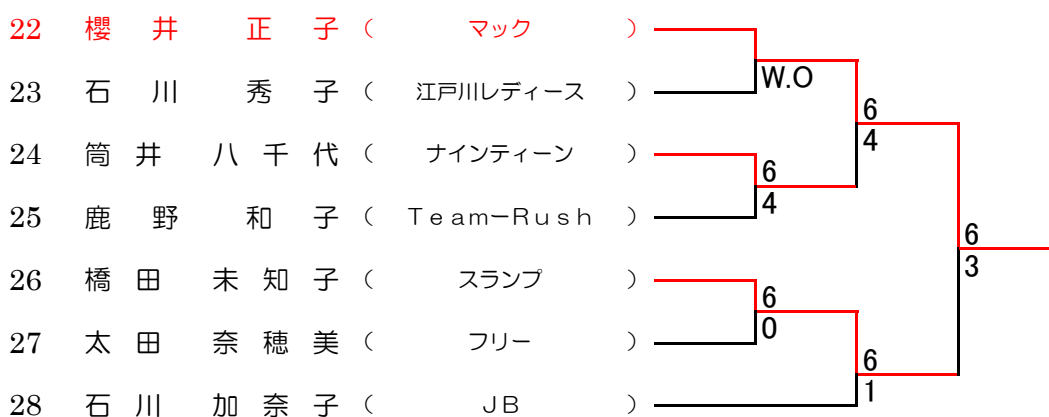 22 櫻井 正子 ( マック )
23 石川 秀子 ( 江戸川レディース )
W.O
6
4
24 筒井 八千代 ( ナインティーン )
6
4
25 鹿野 和子 ( Team-Rush )
6
3
26 橋田 未知子 ( スランプ )
6
0
27 太田 奈穂美 ( フリー )
6
1
28 石川 加奈子 ( JB )